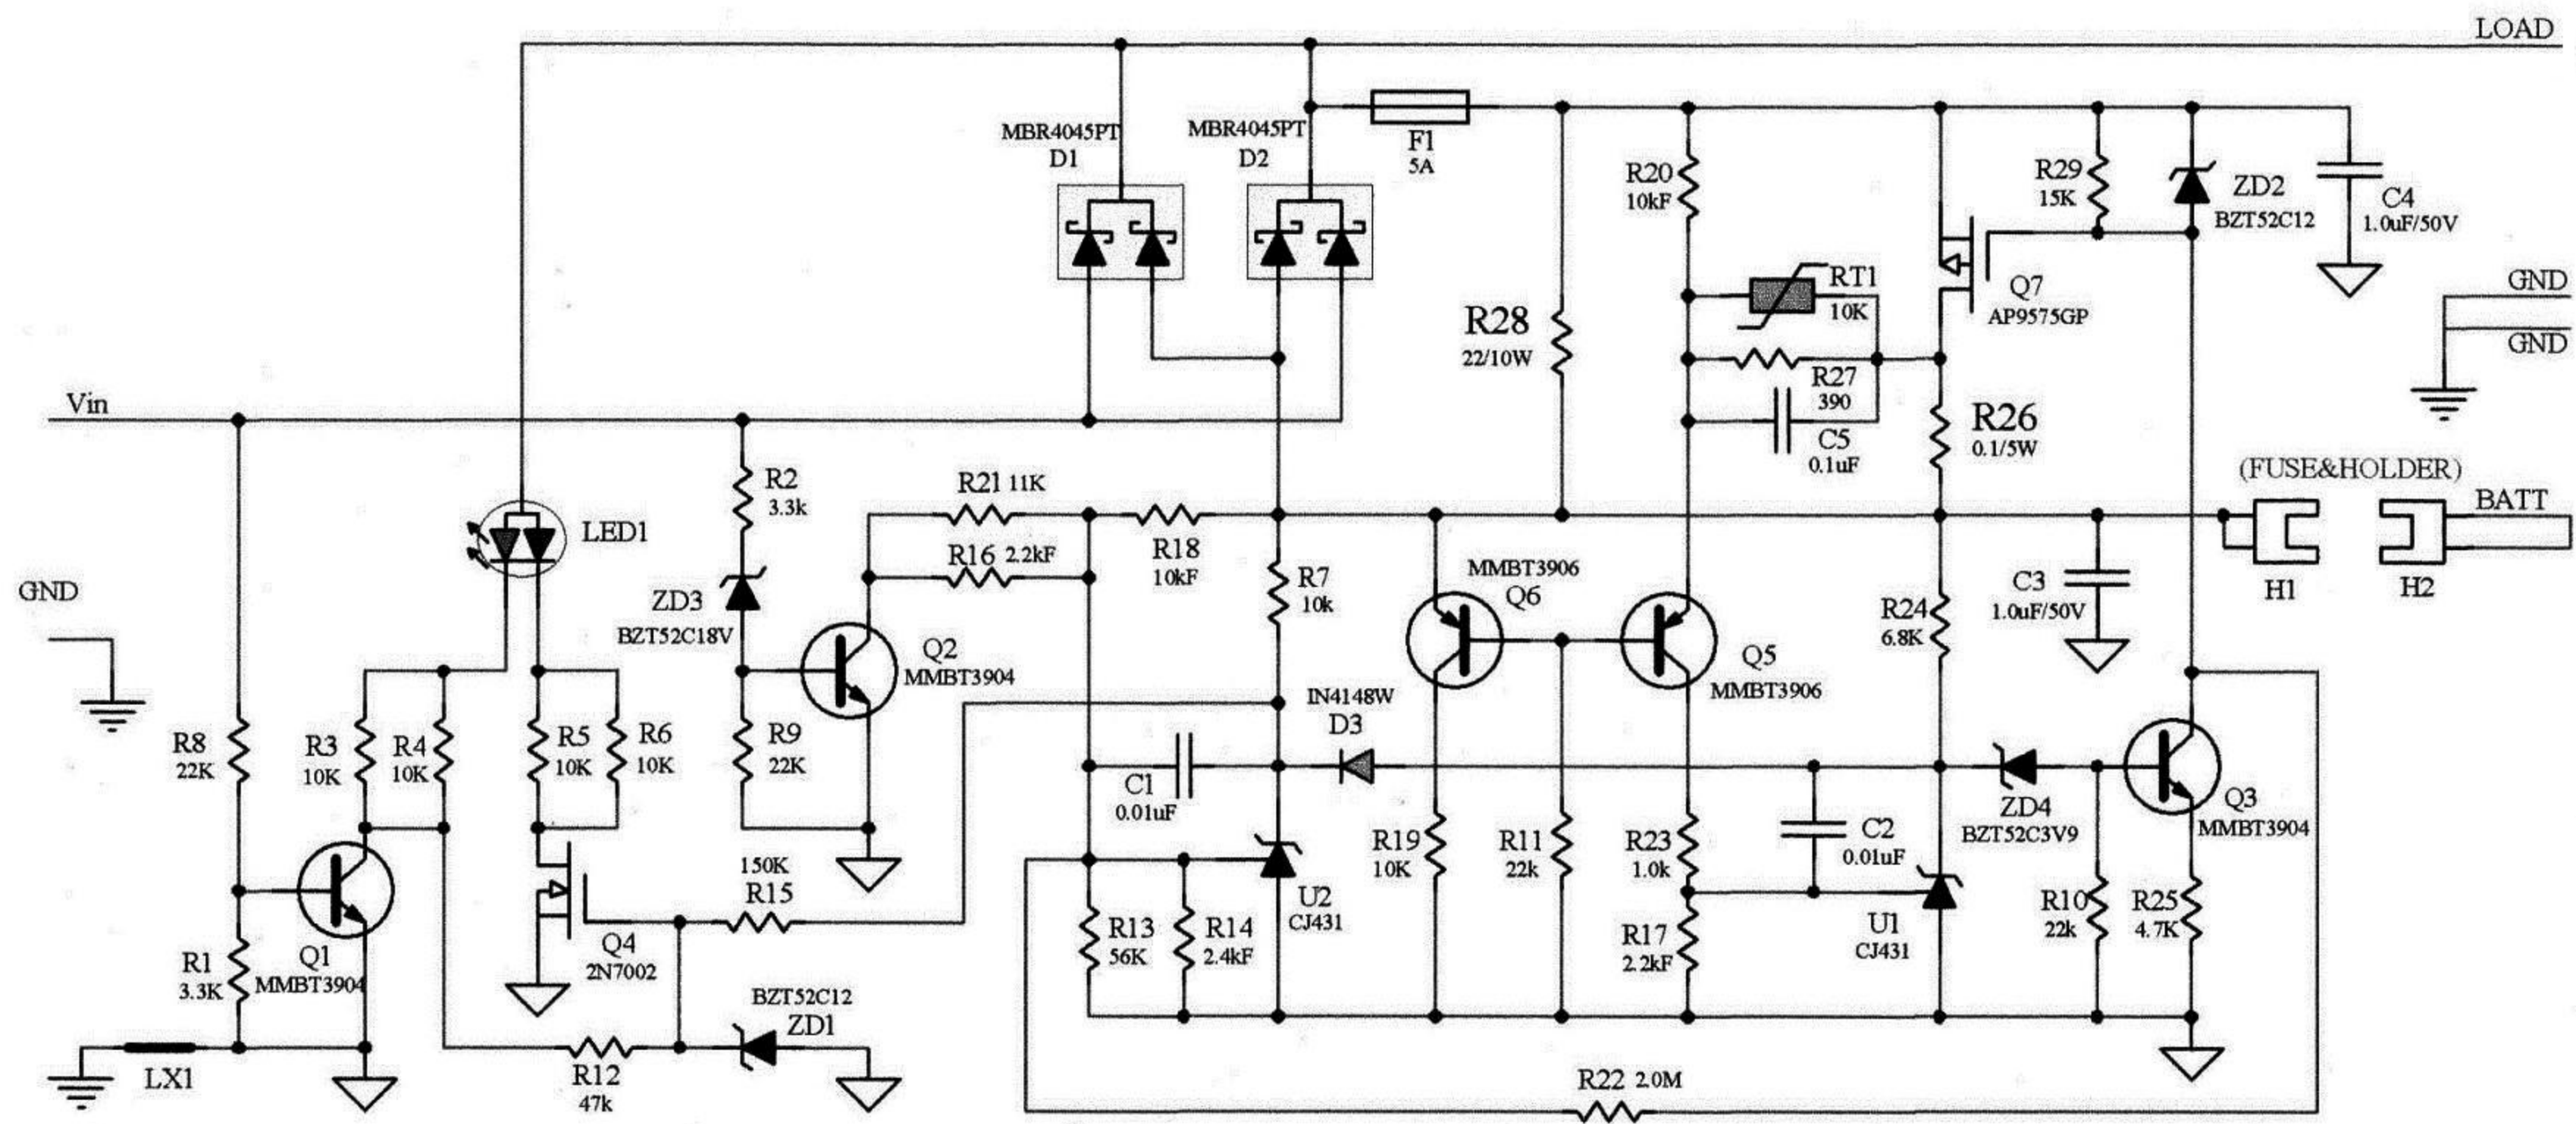 LOAD
MBR4045PT
D1
MBR4045PT
D2
F1
5A
R20
10kF
R29
15K
ZD2
BZT52C12
C4
1.0uF/50V
GND
GND
RT1
10K
Q7
AP9575GP
R28
22/10W
R27
390
C5
0.1uF
R26
0.1/5W
Vin
(FUSE&HOLDER)
BATT
H1
H2
R2
3.3k
R21 11K
R16 2.2kF
R18
10kF
R7
10k
LED1
GND
ZD3
BZT52C18V
Q2
MMBT3904
MMBT3906
Q6
Q5
MMBT3906
R24
6.8K
C3
1.0uF/50V
IN4148W
D3
R8
22K
R3
10K
R4
10K
R5
10K
R6
10K
R9
22K
C1
0.01uF
ZD4
BZT52C3V9
Q3
MMBT3904
R19
10K
R11
22k
R23
1.0k
C2
0.01uF
150K
R15
U2
CJ431
R13
56K
R14
2.4kF
R17
2.2kF
U1
CJ431
R10
22k
R25
4.7K
R1
3.3K
Q1
MMBT3904
Q4
2N7002
BZT52C12
ZD1
LX1
R12
47k
R22 2.0M